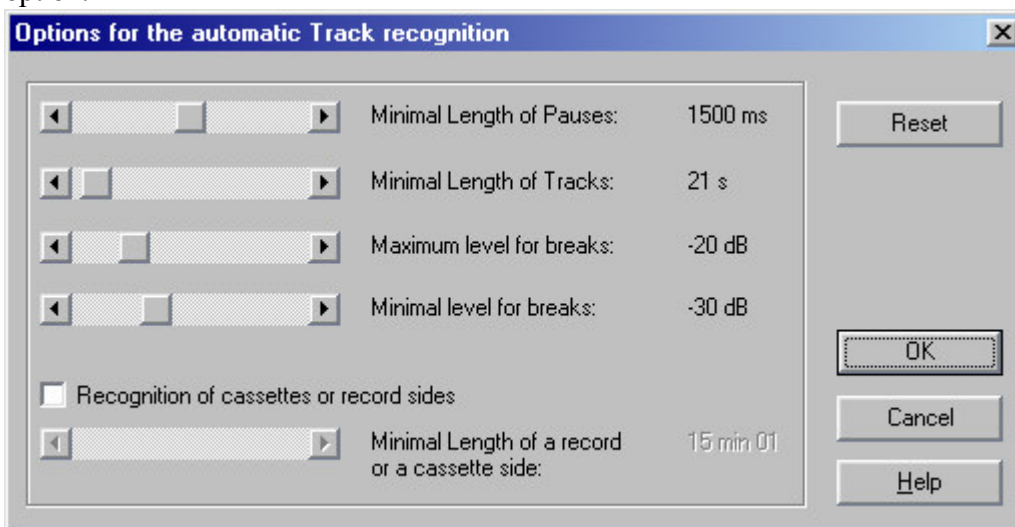 Options for the automatic Track recognition
Minimal Length of Pauses: 1500 ms
Reset
Minimal Length of Tracks: 21 s
Maximum level for breaks: -20 dB
Minimal level for breaks: -30 dB
OK
Recognition of cassettes or record sides
Cancel
Minimal Length of a record 15 min 01
or a cassette side:
Help